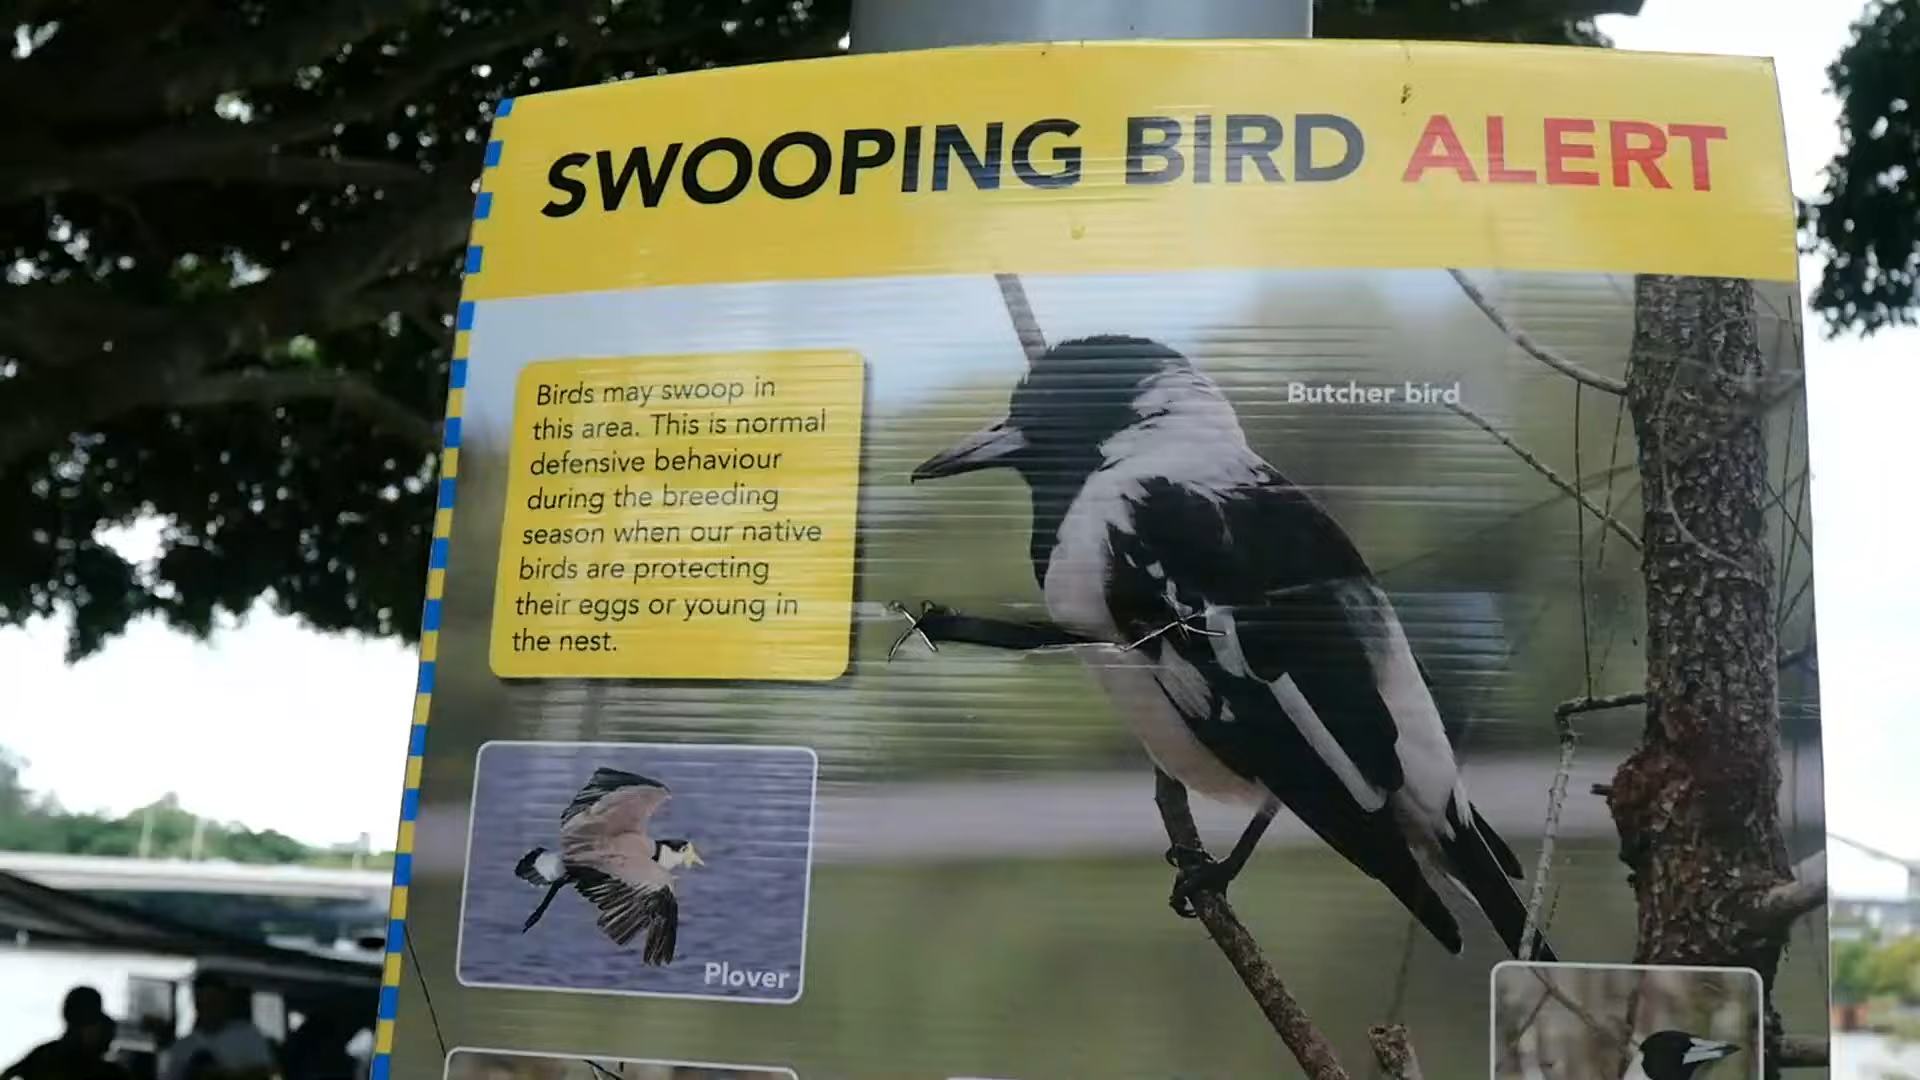 SWOOPING BIRD ALERT
Birds may swoop in
this area. This is normal
defensive behaviour
during the breeding
season when our native
birds are protecting
their eggs or young in
the nest.
Butcher bird
Plover